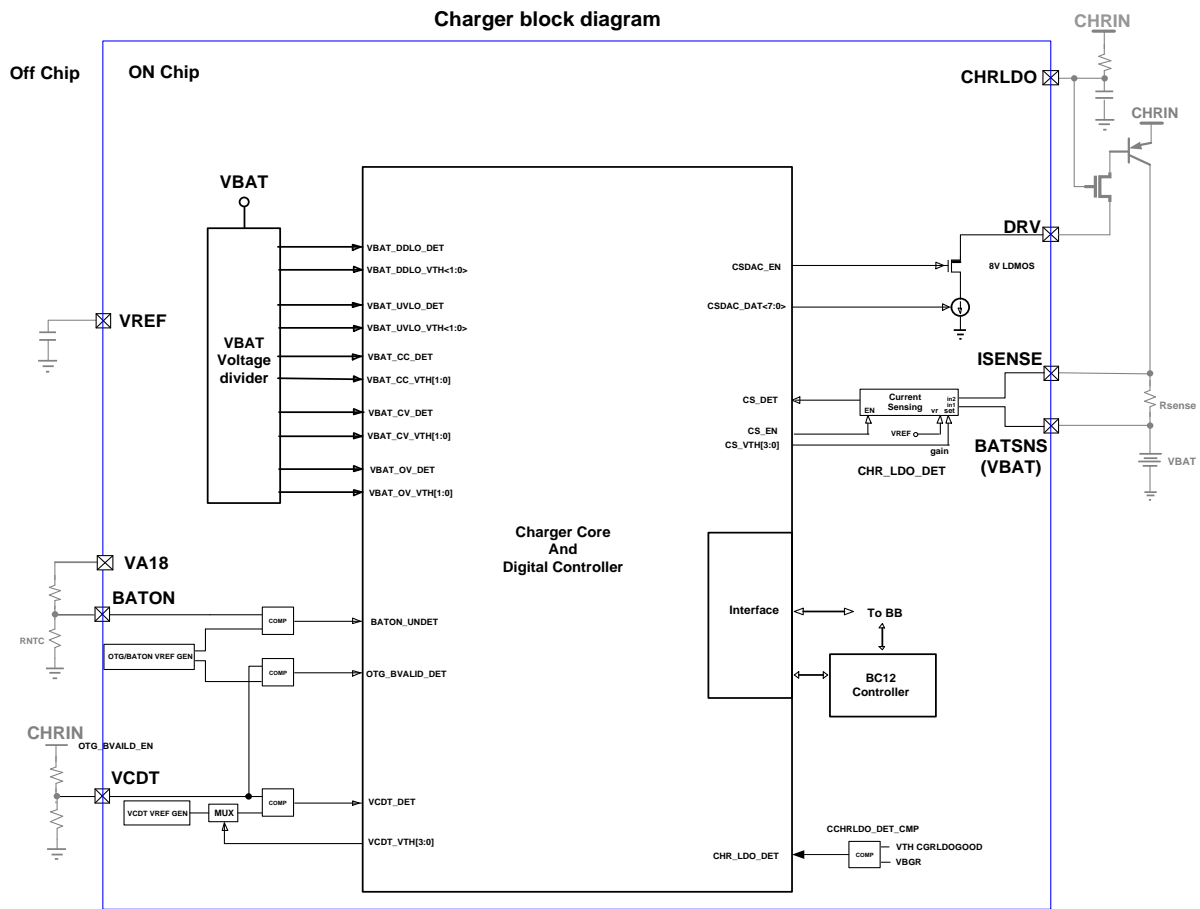 Charger block diagram
Off Chip
ON Chip
CHRIN
CHRLDO
CHRIN
VBAT
DRV
VBAT_DDLO_DET
VBAT_DDLO_VTH<1:0>
CSDAC_EN
8V LDMOS
VBAT_UVLO_DET
CSDAC_DAT<7:0>
VREF
VBAT_UVLO_VTH<1:0>
VBAT
Voltage
divider
VBAT_CC_DET
ISENSE
VBAT_CC_VTH[1:0]
CS_DET
Current
Sensing
in2
in1
EN
vr
set
Rsense
VBAT_CV_DET
CS_EN
VREF
VBAT_CV_VTH[1:0]
CS_VTH[3:0]
gain
BATSNS
(VBAT)
VBAT
CHR_LDO_DET
VBAT_OV_DET
VBAT_OV_VTH[1:0]
Charger Core
And
Digital Controller
VA18
BATON
Interface
To BB
COMP
BATON_UNDET
RNTC
OTG/BATON VREF GEN
COMP
OTG_BVALID_DET
BC12
Controller
CHRIN
OTG_BVAILD_EN
VCDT
COMP
VCDT_DET
VCDT VREF GEN
MUX
VCDT_VTH[3:0]
CCHRLDO_DET_CMP
CHR_LDO_DET
COMP
VTH CGRLDOGOOD
VBGR